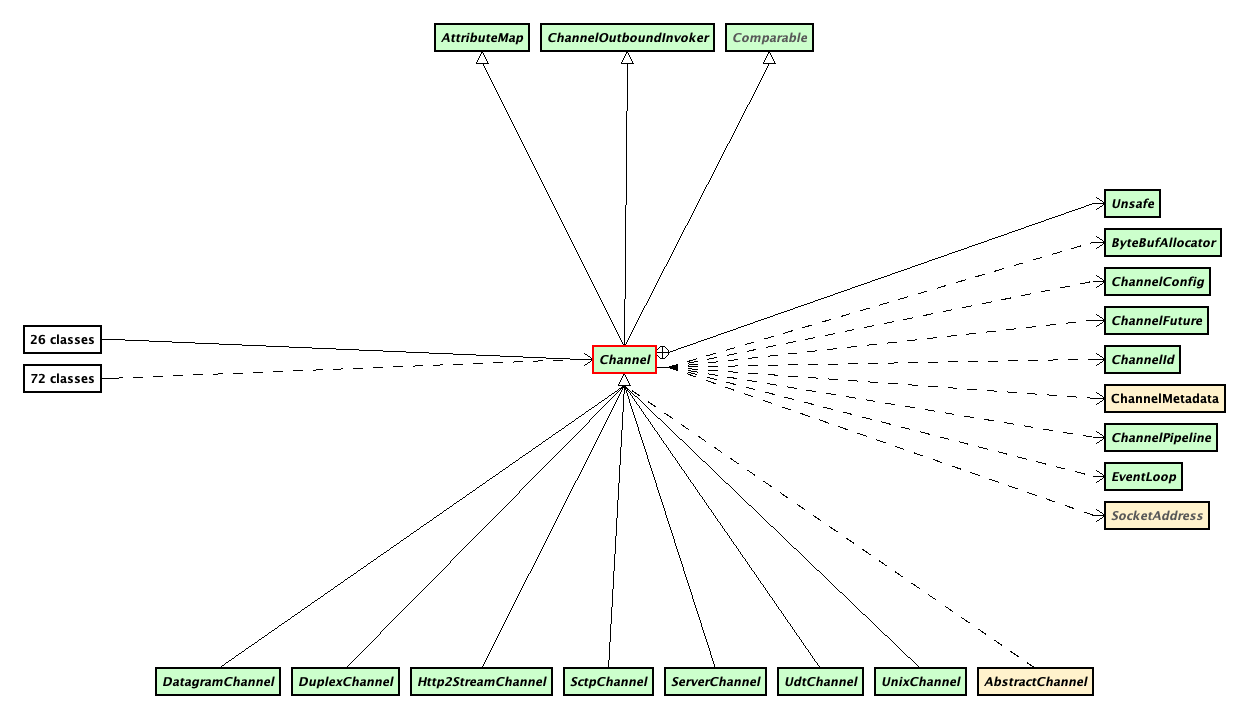 AttributeMap
ChannelOutboundInvoker
Comparable
Unsafe
ByteBufAllocator
ChannelConfig
ChannelFuture
26 classes
Channel
ChannelId
72 classes
ChannelMetadata
ChannelPipeline
EventLoop
SocketAddress
DatagramChannel
DuplexChannel
Http2StreamChannel
SctpChannel
ServerChannel
UdtChannel
UnixChannel
AbstractChannel